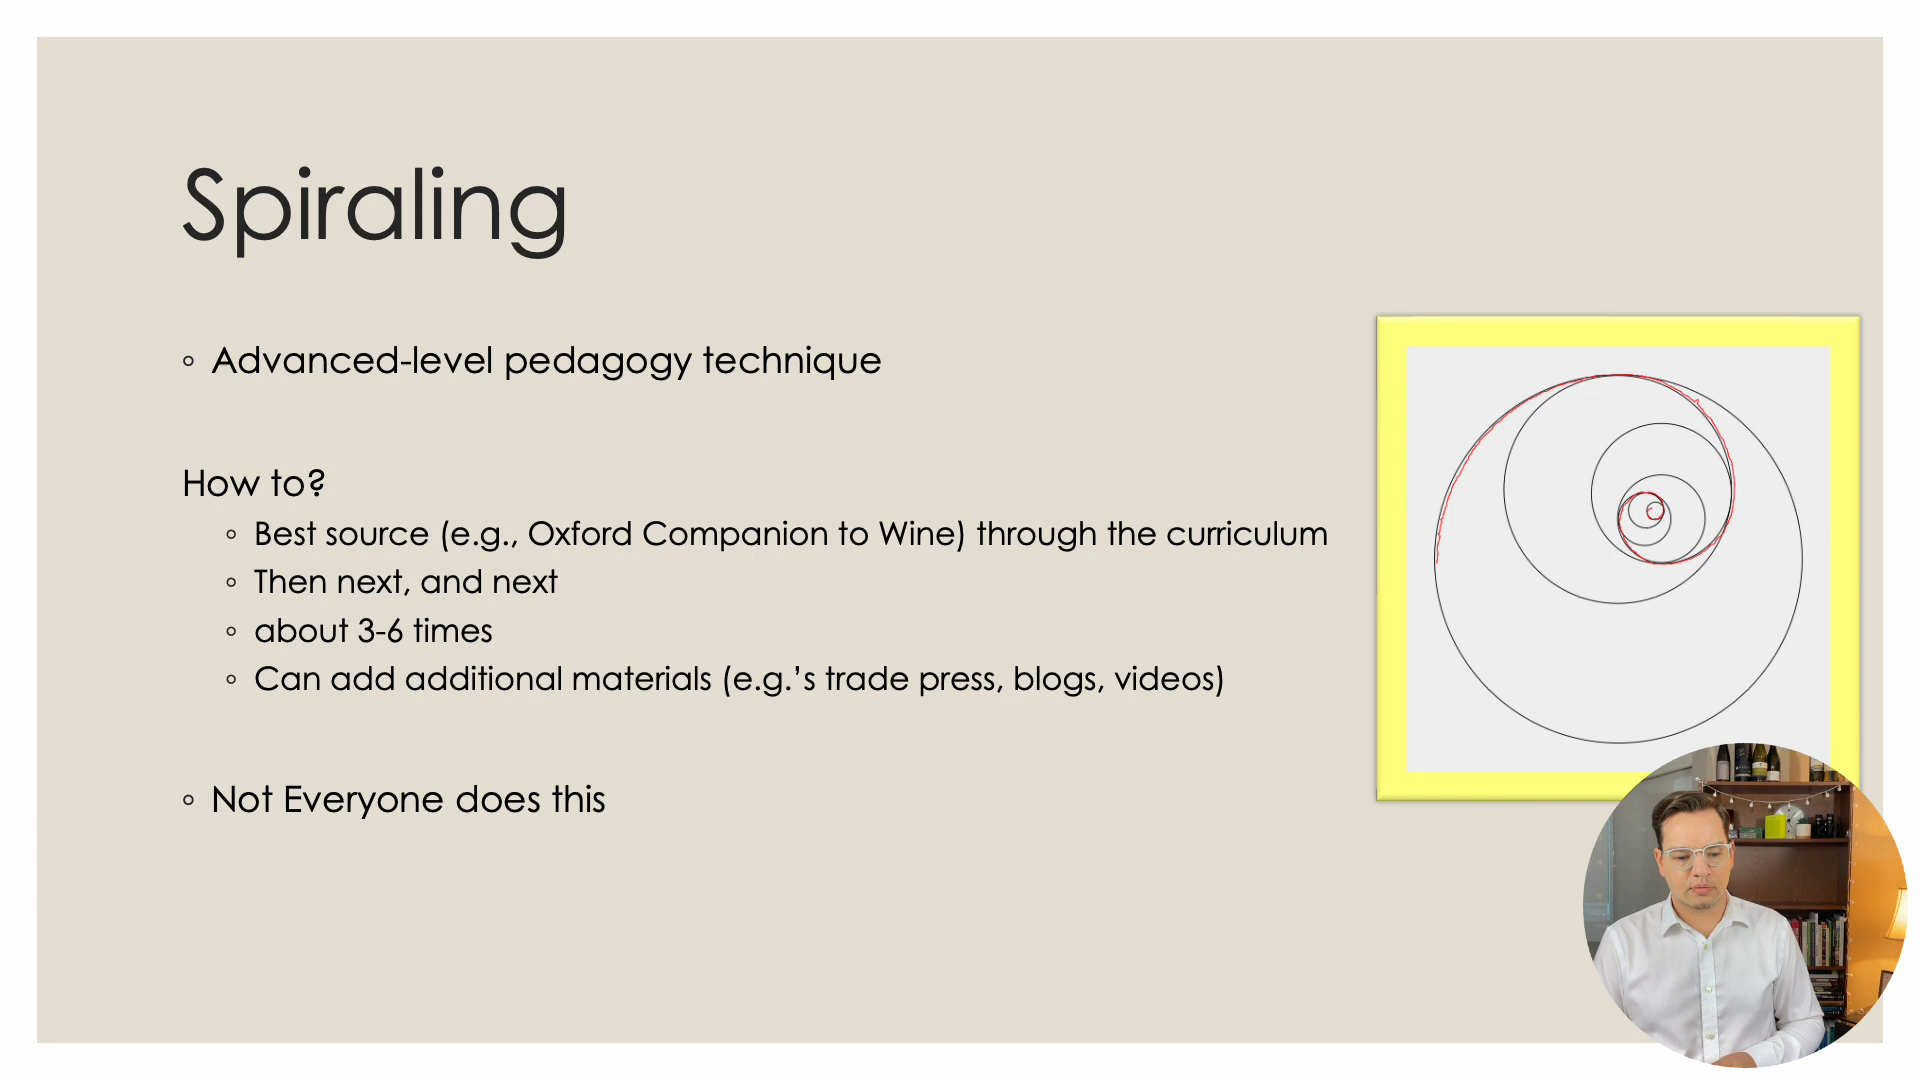 Spiraling
◦ Advanced-level pedagogy technique
How to?
◦ Best source (e.g., Oxford Companion to Wine) through the curriculum
◦ Then next, and next
◦ about 3-6 times
◦ Can add additional materials (e.g.’s trade press, blogs, videos)
◦ Not Everyone does this